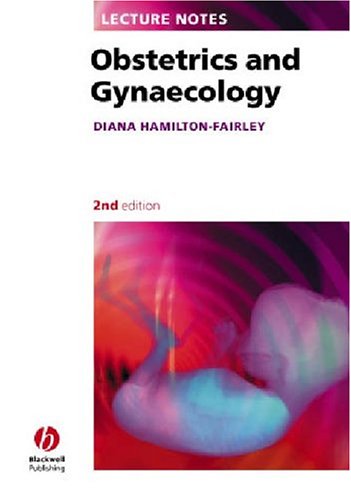 LECTURE NOTES
Obstetrics and
Gynaecology
DIANA HAMILTON-FAIRLEY
2nd edition
B
Blackwell
Publishing